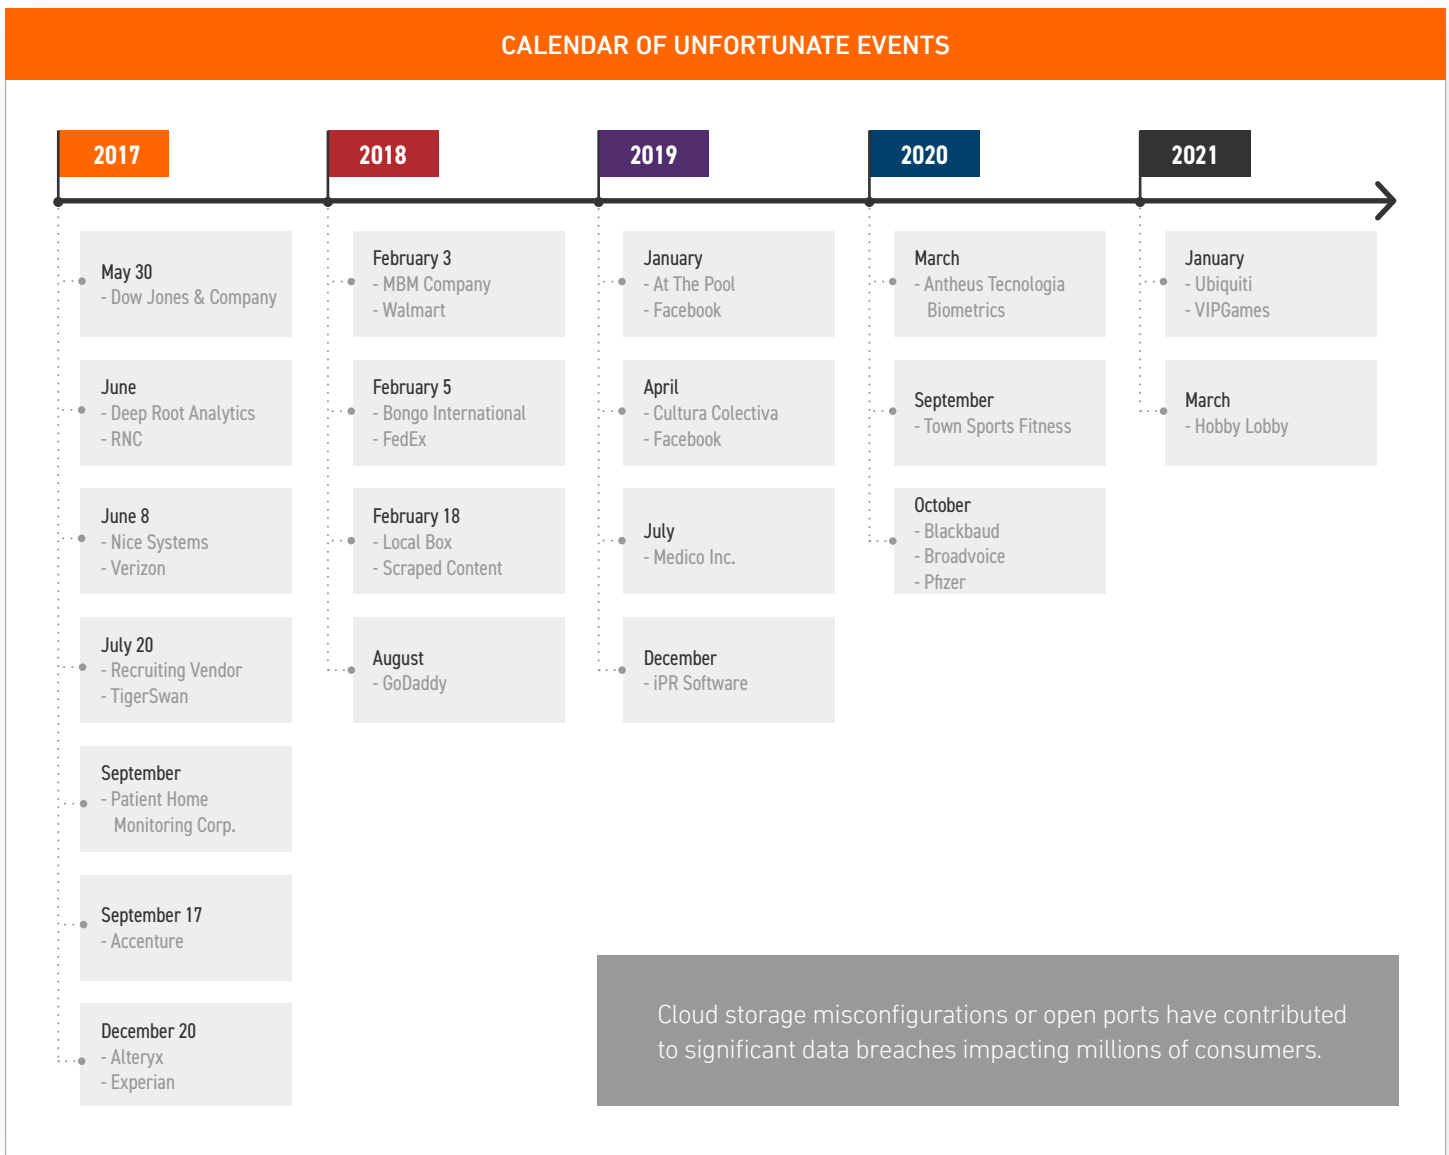 CALENDAR OF UNFORTUNATE EVENTS
2017
May 30
- Dow Jones & Company
June
- Deep Root Analytics
- RNC
June 8
- Nice Systems
- Verizon
July 20
- Recruiting Vendor
- TigerSwan
September
- Patient Home
Monitoring Corp.
September 17
- Accenture
December 20
- Alteryx
- Experian
2018
February 3
- MBM Company
- Walmart
February 5
- Bongo International
- FedEx
February 18
- Local Box
- Scraped Content
August
- GoDaddy
2019
January
- At The Pool
- Facebook
April
- Cultura Colectiva
- Facebook
July
- Medico Inc.
December
- iPR Software
2020
March
- Antheus Tecnologia
Biometrics
September
- Town Sports Fitness
October
- Blackbaud
- Broadvoice
- Pfizer
2021
January
- Ubiquiti
- VIPGames
March
- Hobby Lobby
Cloud storage misconfigurations or open ports have contributed
to significant data breaches impacting millions of consumers.